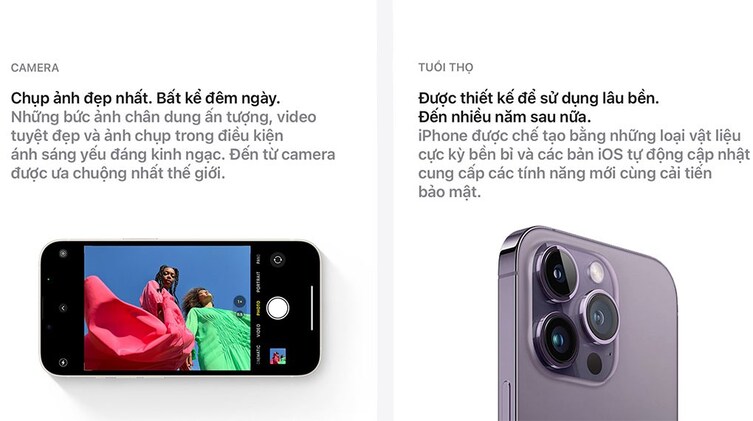 CAMERA
Chụp ảnh đẹp nhất. Bất kể đêm ngày.
Những bức ảnh chân dung ấn tượng, video
tuyệt đẹp và ảnh chụp trong điều kiện
ánh sáng yếu đáng kinh ngạc. Đến từ camera
được ưa chuộng nhất thế giới.
CINEMATIC
VIDEO
PHOTO
PORTRAIT
TUỔI THỌ
Được thiết kế để sử dụng lâu bền.
Đến nhiều năm sau nữa.
iPhone được chế tạo bằng những loại vật liệu
cực kỳ bền bỉ và các bản iOS tự động cập nhật
cung cấp các tính năng mới cùng cải tiến
bảo mật.